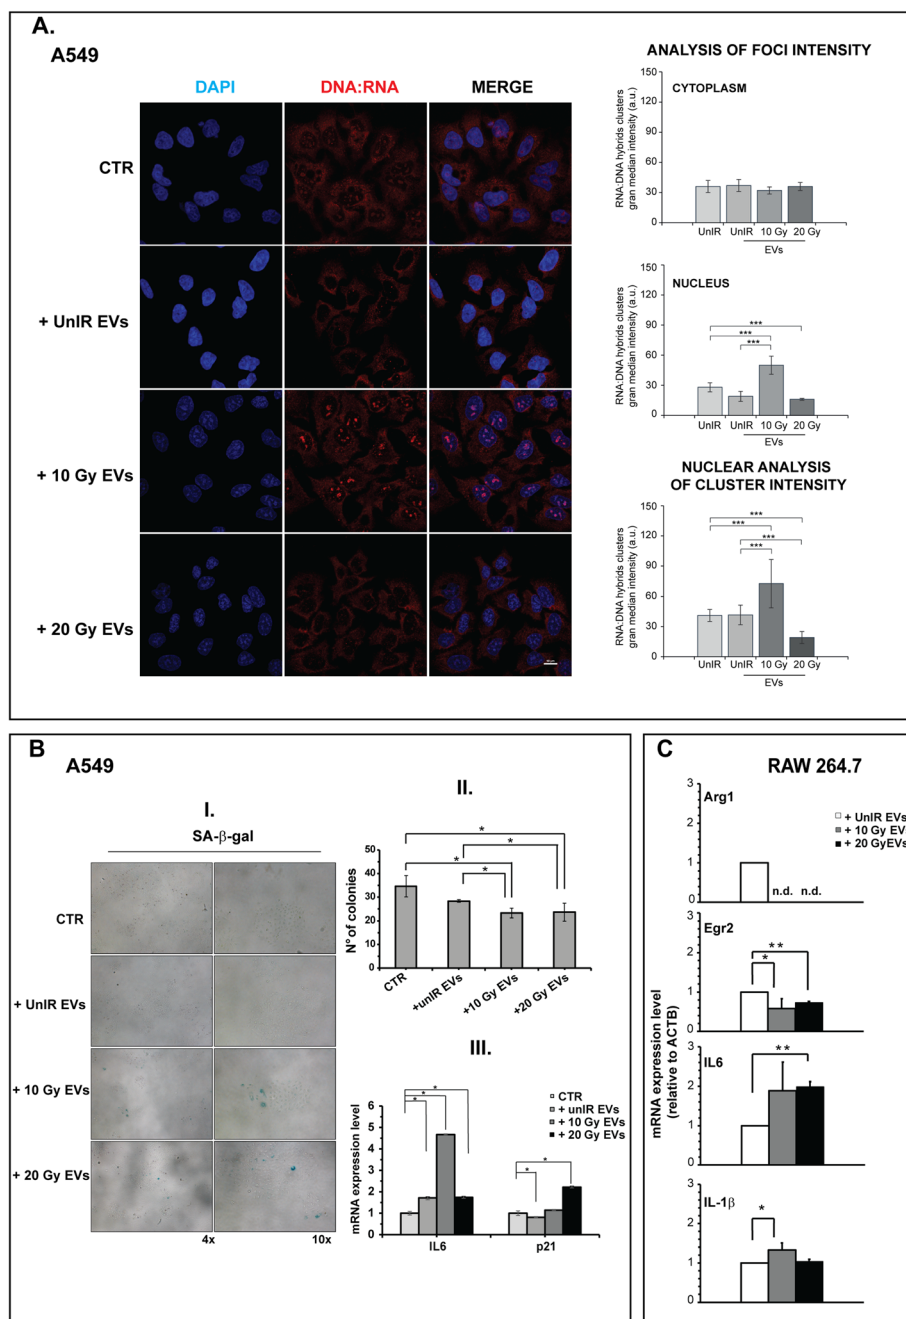 A.
A549
DAPI
DNA:RNA
MERGE
CTR
+ UnIR EVs
+ 10 Gy EVs
+ 20 Gy EVs
ANALYSIS OF FOCI INTENSITY
CYTOPLASM
RNA:DNA hybrids clusters
gran median intensity (a.u.)
150
120
90
60
30
0
UnIR UnIR 10 Gy 20 Gy
EVs
NUCLEUS
RNA:DNA hybrids clusters
gran median intensity (a.u.)
150
120
90
60
30
0
***
***
***
UnIR UnIR 10 Gy 20 Gy
EVs
NUCLEAR ANALYSIS
OF CLUSTER INTENSITY
RNA:DNA hybrids clusters
gran median intensity (a.u.)
150
120
90
60
30
0
***
***
***
***
UnIR UnIR 10 Gy 20 Gy
EVs
B
A549
I.
SA-β-gal
CTR
+ UnIR EVs
+ 10 Gy EVs
+ 20 Gy EVs
4x
10x
II.
N° of colonies
50
40
30
20
10
0
*
*
*
*
CTR
+unIR EVs
+10 Gy EVs
+20 Gy EVs
III.
mRNA expression level
6
5
4
3
2
1
0
*
*
*
*
*
CTR
+ unIR EVs
+ 10 Gy EVs
+ 20 Gy EVs
IL6
p21
C
RAW 264.7
mRNA expression level
(relative to ACTB)
+ UnIR EVs
+ 10 Gy EVs
+ 20 GyEVs
Arg1
3
2
1
0
n.d. n.d.
Egr2
3
2
1
0
**
*
IL6
3
2
1
0
**
IL-1β
3
2
1
0
*